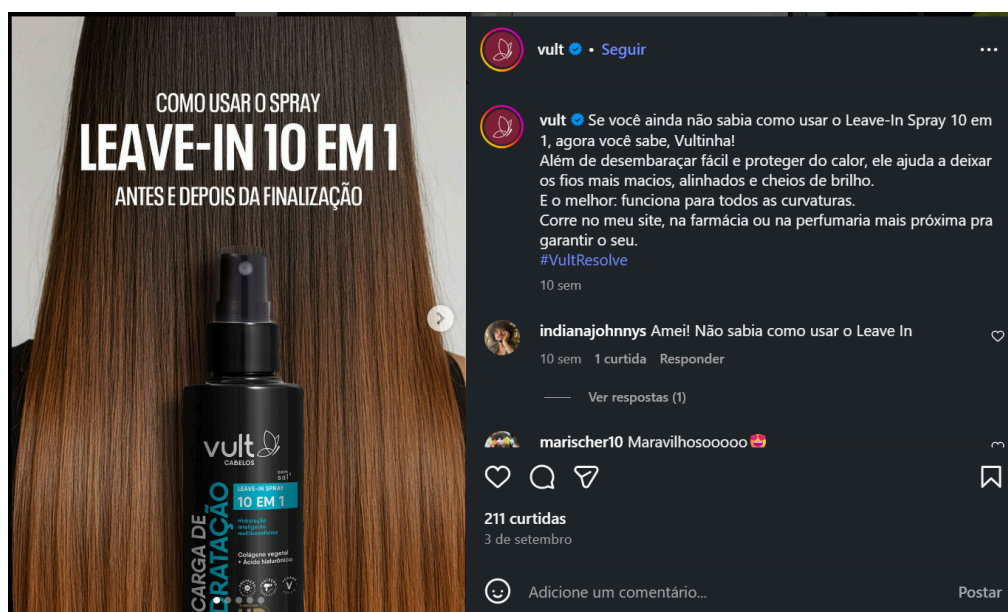 COMO USAR O SPRAY
LEAVE-IN 10 EM 1
ANTES E DEPOIS DA FINALIZAÇÃO
vult
CABELOS
sem
sal
LEAVE-IN SPRAY
10 EM 1
Hidratação
inteligente
multibenefícios
Colágeno vegetal
+ Ácido hialurônico
CARGA DE
DRATAÇÃO
vult • Seguir
vult Se você ainda não sabia como usar o Leave-In Spray 10 em
1, agora você sabe, Vultinha!
Além de desembaraçar fácil e proteger do calor, ele ajuda a deixar
os fios mais macios, alinhados e cheios de brilho.
E o melhor: funciona para todos as curvaturas.
Corre no meu site, na farmácia ou na perfumaria mais próxima pra
garantir o seu.
#VultResolve
10 sem
indianajohnnys Amei! Não sabia como usar o Leave In
10 sem 1 curtida Responder
Ver respostas (1)
marischer10 Maravilhosooooo🤩
211 curtidas
3 de setembro
Adicione um comentário...
Postar